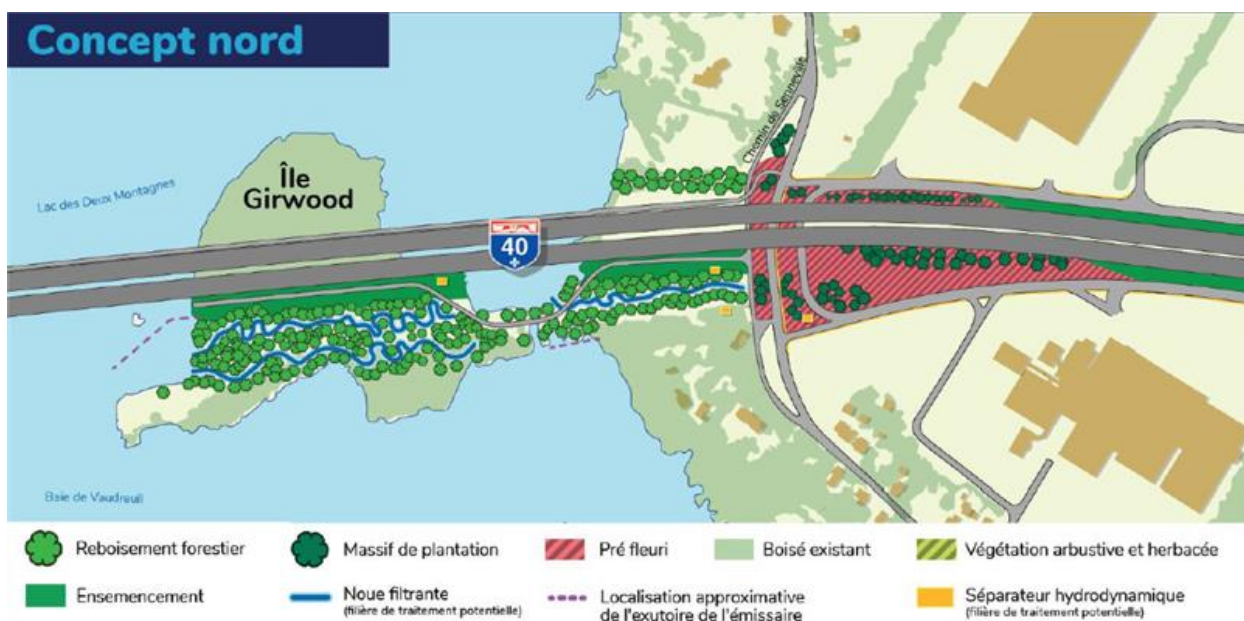 Concept nord
Chemin de Senneville
Île
Girwood
Lac des Deux Montagnes
40
Baie de Vaudreuil
Reboisement forestier
Massif de plantation
Pré fleuri
Boisé existant
Végétation arbustive et herbacée
Ensemencement
Noue filtrante
(filière de traitement potentielle)
Localisation approximative
de l'exutoire de l'émissaire
Séparateur hydrodynamique
(filière de traitement potentielle)